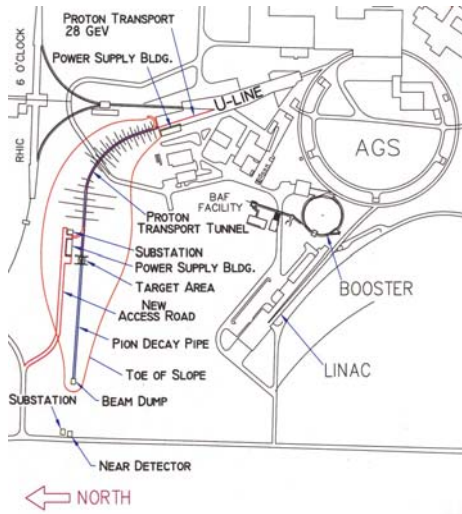 PROTON TRANSPORT
28 GEV
POWER SUPPLY BLDG.
6 O'CLOCK
RHIC
U-LINE
AGS
BAF
FACILITY
PROTON
TRANSPORT TUNNEL
SUBSTATION
POWER SUPPLY BLDG.
TARGET AREA
NEW
ACCESS ROAD
BOOSTER
PION DECAY PIPE
LINAC
TOE OF SLOPE
SUBSTATION
BEAM DUMP
NEAR DETECTOR
NORTH